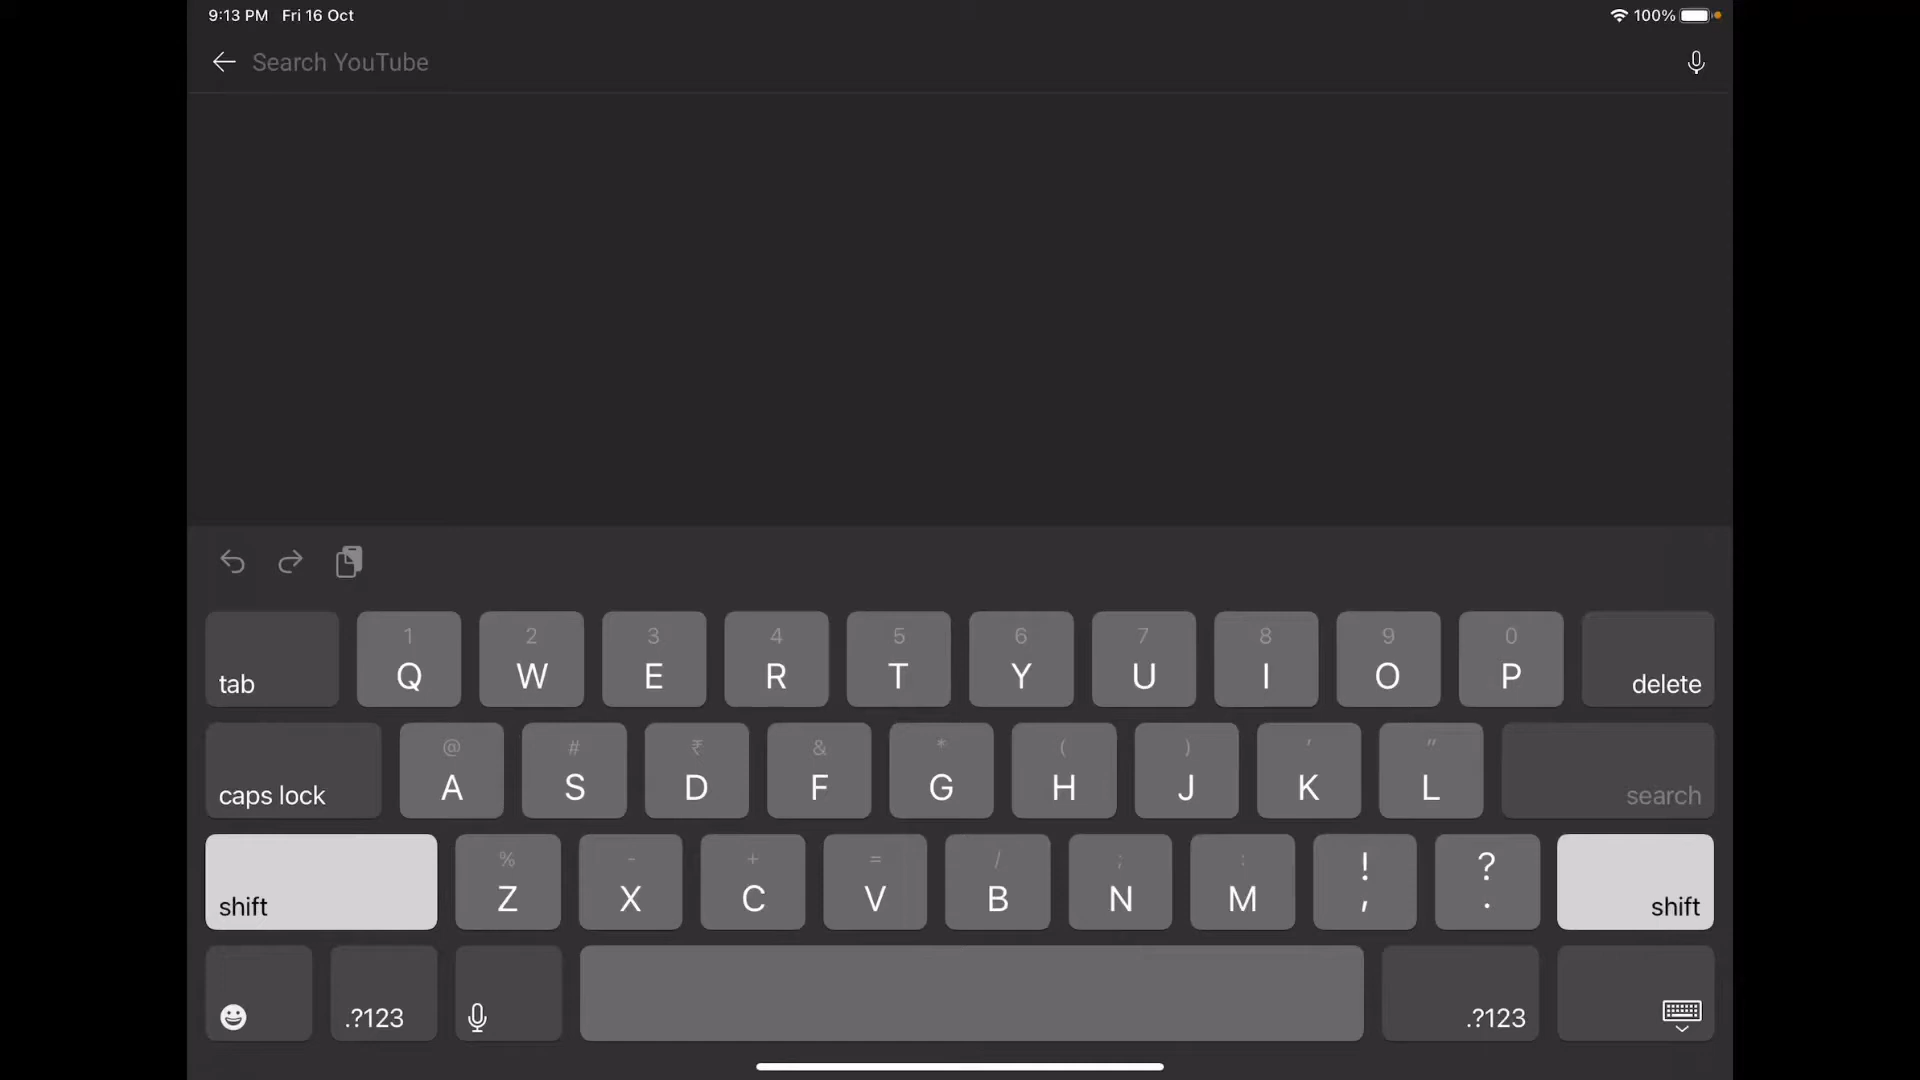 9:13 PM Fri 16 Oct 100%
Search YouTube
1 2 3 4 5 6 7 8 9 0
tab Q W E R T Y U I O P delete
@ # ₹ & * ( ) ' "
caps lock A S D F G H J K L search
% - + = / ; : ! ?
shift Z X C V B N M , . shift
.?123 .?123